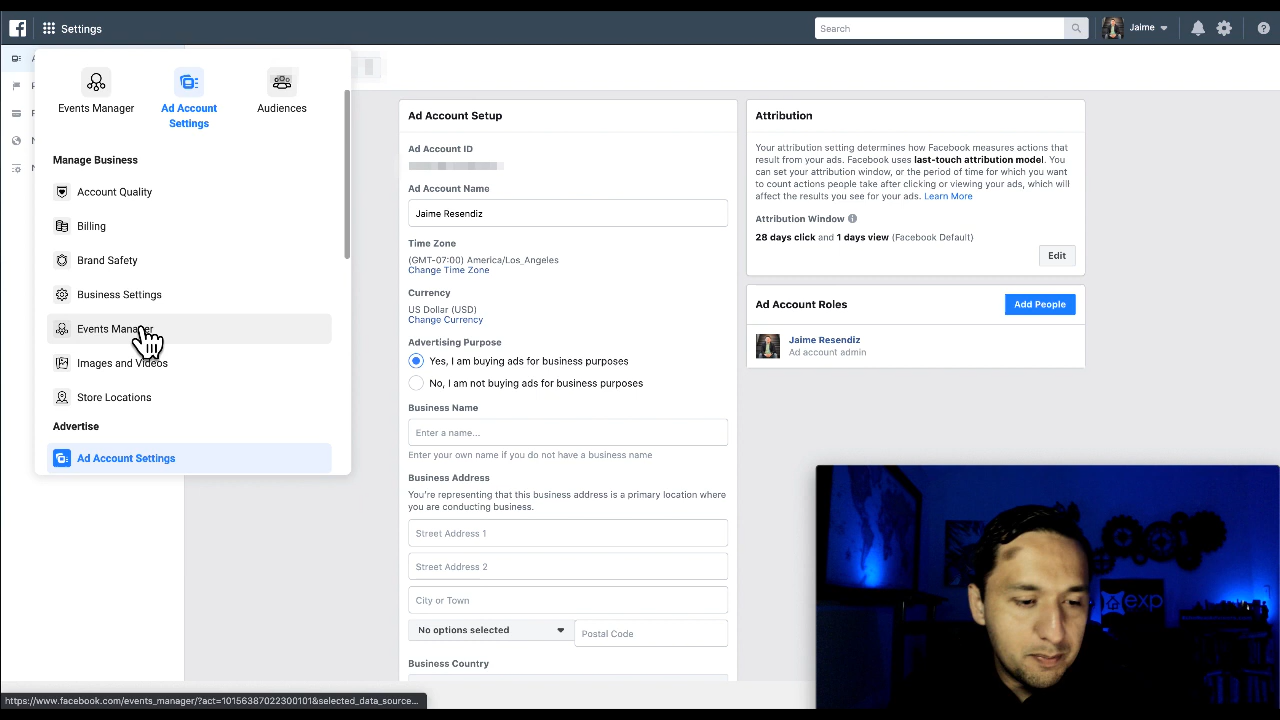 Settings
Search
Jaime
Events Manager
Ad Account
Settings
Audiences
Manage Business
Account Quality
Billing
Brand Safety
Business Settings
Events Manager
Images and Videos
Store Locations
Advertise
Ad Account Settings
Ad Account Setup
Ad Account ID
Ad Account Name
Jaime Resendiz
Time Zone
(GMT-07:00) America/Los_Angeles
Change Time Zone
Currency
US Dollar (USD)
Change Currency
Advertising Purpose
Yes, I am buying ads for business purposes
No, I am not buying ads for business purposes
Business Name
Enter a name...
Enter your own name if you do not have a business name
Business Address
You're representing that this business address is a primary location where
you are conducting business.
Street Address 1
Street Address 2
City or Town
No options selected
Postal Code
Business Country
Attribution
Your attribution setting determines how Facebook measures actions that
result from your ads. Facebook uses last-touch attribution model. You
can set your attribution window, or the period of time for which you want
to count actions people take after clicking or viewing your ads, which will
affect the results you see for your ads. Learn More
Attribution Window
28 days click and 1 days view (Facebook Default)
Edit
Ad Account Roles
Add People
Jaime Resendiz
Ad account admin
exp
https://www.facebook.com/events_manager/?act=10156387022300101&selected_data_source...